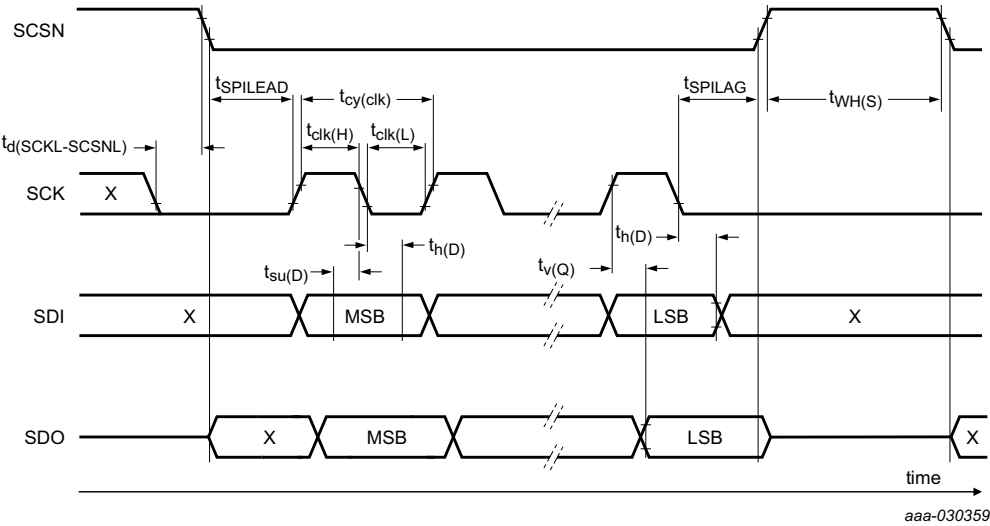 SCSN
tSPILEAD
tcy(clk)
tSPILAG
tWH(S)
tclk(H)
tclk(L)
td(SCKL-SCSNL)
SCK
X
th(D)
th(D)
tsu(D)
tv(Q)
SDI
X
MSB
LSB
X
SDO
X
MSB
LSB
X
time
aaa-030359